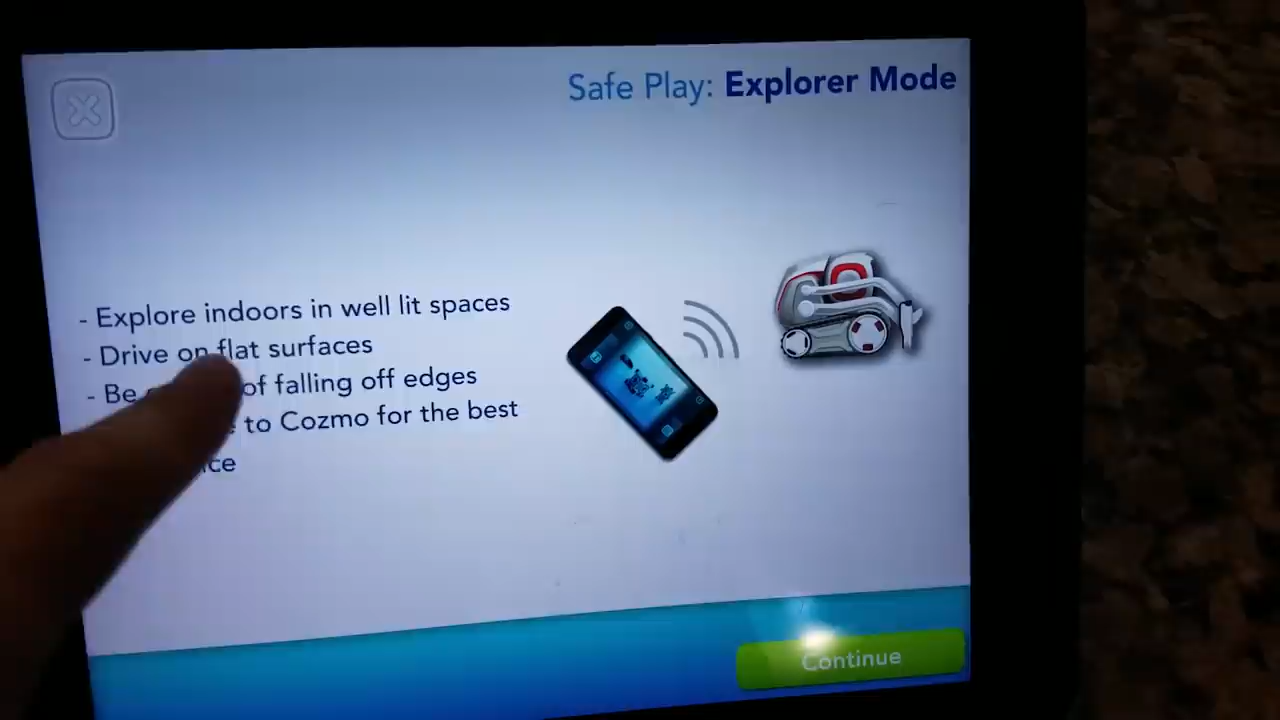 Safe Play: Explorer Mode
- Explore indoors in well lit spaces
- Drive on flat surfaces
- Be of falling off edges
to Cozmo for the best
Continue